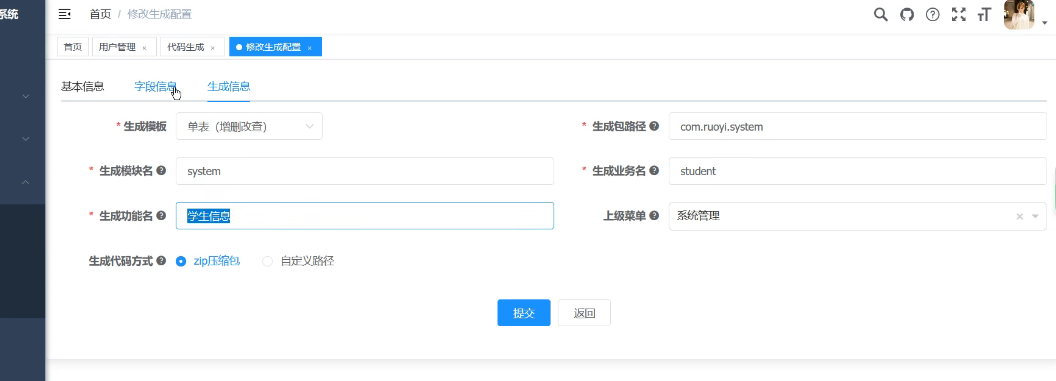 系统
首页 / 修改生成配置
首页 用户管理 × 代码生成 × 修改生成配置 ×
基本信息 字段信息 生成信息
* 生成模板 单表（增删改查） * 生成包路径 com.ruoyi.system
* 生成模块名 system * 生成业务名 student
* 生成功能名 学生信息 上级菜单 系统管理
生成代码方式 zip压缩包 自定义路径
提交 返回